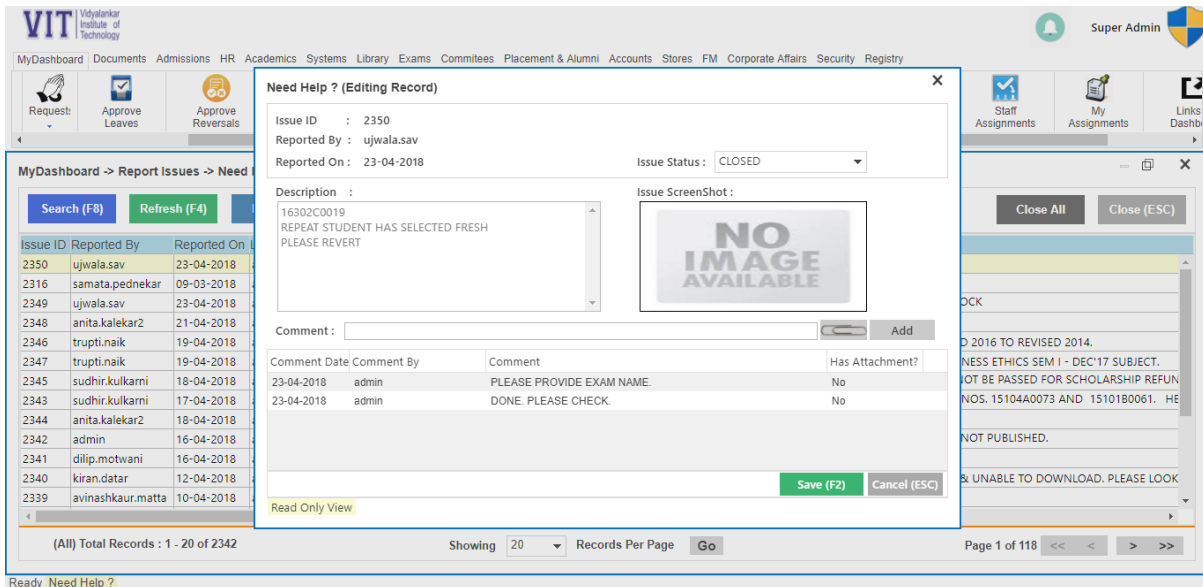 VIT Vidyalankar
Institute of
Technology
Super Admin
MyDashboard Documents Admissions HR Academics Systems Library Exams Commitees Placement & Alumni Accounts Stores FM Corporate Affairs Security Registry
Requests Approve Leaves Approve Reversals Staff Assignments My Assignments Links
MyDashboard -> Report Issues -> Need
Search (F8) Refresh (F4) Close All Close (ESC)
Issue ID Reported By Reported On
2350 ujwala.sav 23-04-2018
2316 samata.pednekar 09-03-2018
2349 ujwala.sav 23-04-2018
2348 anita.kalekar2 21-04-2018
2346 trupti.naik 19-04-2018 2016 TO REVISED 2014.
2347 trupti.naik 19-04-2018 NESS ETHICS SEM I - DEC'17 SUBJECT.
2345 sudhir.kulkarni 18-04-2018 BE PASSED FOR SCHOLARSHIP REFUN
2343 sudhir.kulkarni 17-04-2018 NOS. 15104A0073 AND 15101B0061. HE
2344 anita.kalekar2 18-04-2018
2342 admin 16-04-2018 NOT PUBLISHED.
2341 dilip.motwani 16-04-2018
2340 kiran.datar 12-04-2018 & UNABLE TO DOWNLOAD. PLEASE LOOK
2339 avinashkaur.matta 10-04-2018
Need Help ? (Editing Record) X
Issue ID : 2350
Reported By : ujwala.sav
Reported On : 23-04-2018 Issue Status : CLOSED
Description : Issue ScreenShot :
16302C0019
REPEAT STUDENT HAS SELECTED FRESH
PLEASE REVERT
NO
IMAGE
AVAILABLE
Comment : Add
Comment Date Comment By Comment Has Attachment?
23-04-2018 admin PLEASE PROVIDE EXAM NAME. No
23-04-2018 admin DONE. PLEASE CHECK. No
Save (F2) Cancel (ESC)
Read Only View
(All) Total Records : 1 - 20 of 2342 Showing 20 Records Per Page Go Page 1 of 118 << < > >>
Ready Need Help ?